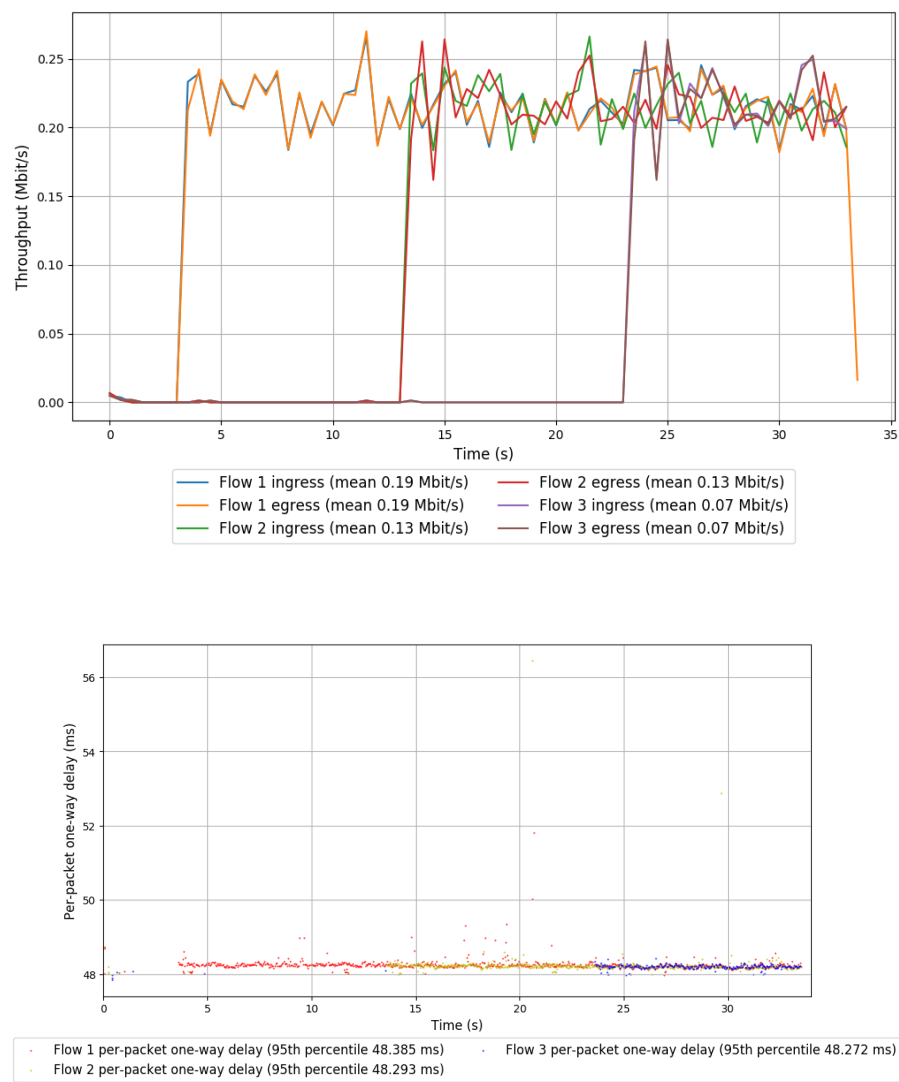 0.25
0.20
0.15
0.10
0.05
0.00
Throughput (Mbit/s)
0 5 10 15 20 25 30 35
Time (s)
Flow 1 ingress (mean 0.19 Mbit/s)
Flow 1 egress (mean 0.19 Mbit/s)
Flow 2 ingress (mean 0.13 Mbit/s)
Flow 2 egress (mean 0.13 Mbit/s)
Flow 3 ingress (mean 0.07 Mbit/s)
Flow 3 egress (mean 0.07 Mbit/s)
56
54
52
50
48
Per-packet one-way delay (ms)
0 5 10 15 20 25 30
Time (s)
Flow 1 per-packet one-way delay (95th percentile 48.385 ms)
Flow 2 per-packet one-way delay (95th percentile 48.293 ms)
Flow 3 per-packet one-way delay (95th percentile 48.272 ms)